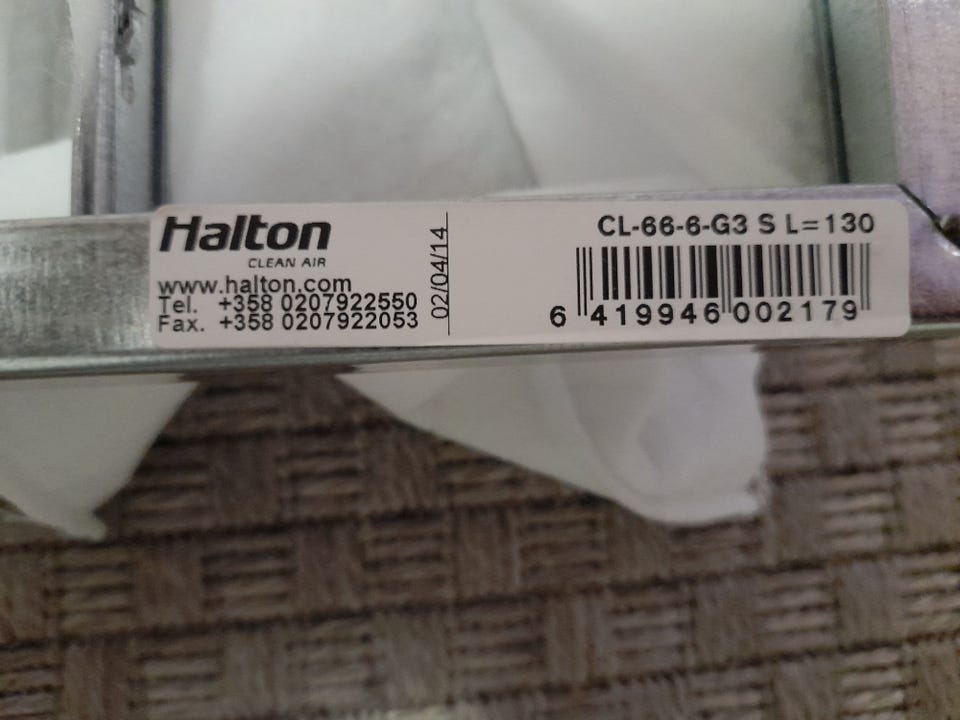 Halton
CLEAN AIR
www.halton.com
Tel. +358 0207922550
Fax. +358 0207922053
02/04/14
CL-66-6-G3 S L=130
6 419946 002179